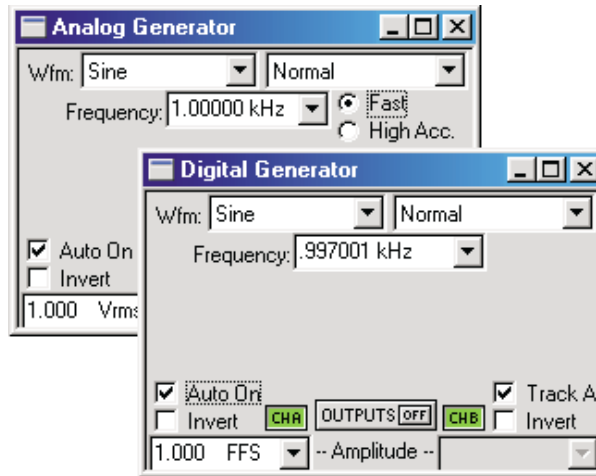 Analog Generator
Wfm: Sine Normal
Frequency: 1.00000 kHz Fast
High Acc.
Auto On
Invert
1.000 Vrms
Digital Generator
Wfm: Sine Normal
Frequency: .997001 kHz
Auto On Track A
Invert CHA OUTPUTS OFF CHB Invert
1.000 FFS -- Amplitude --